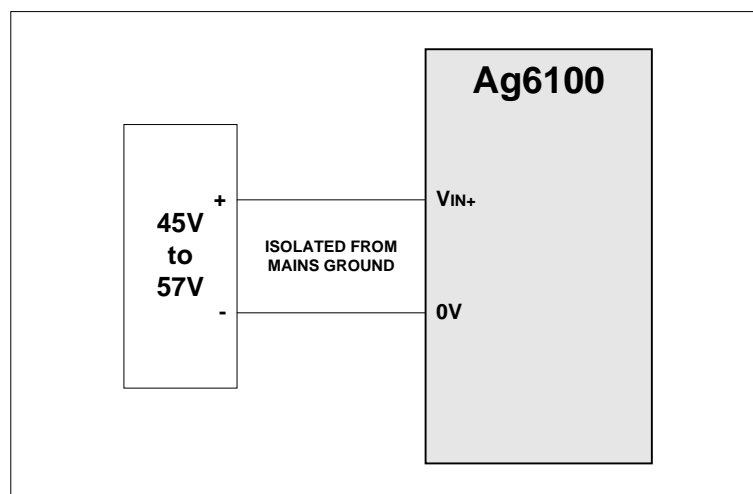 Ag6100
+
VIN+
45V
to
57V
ISOLATED FROM
MAINS GROUND
-
0V